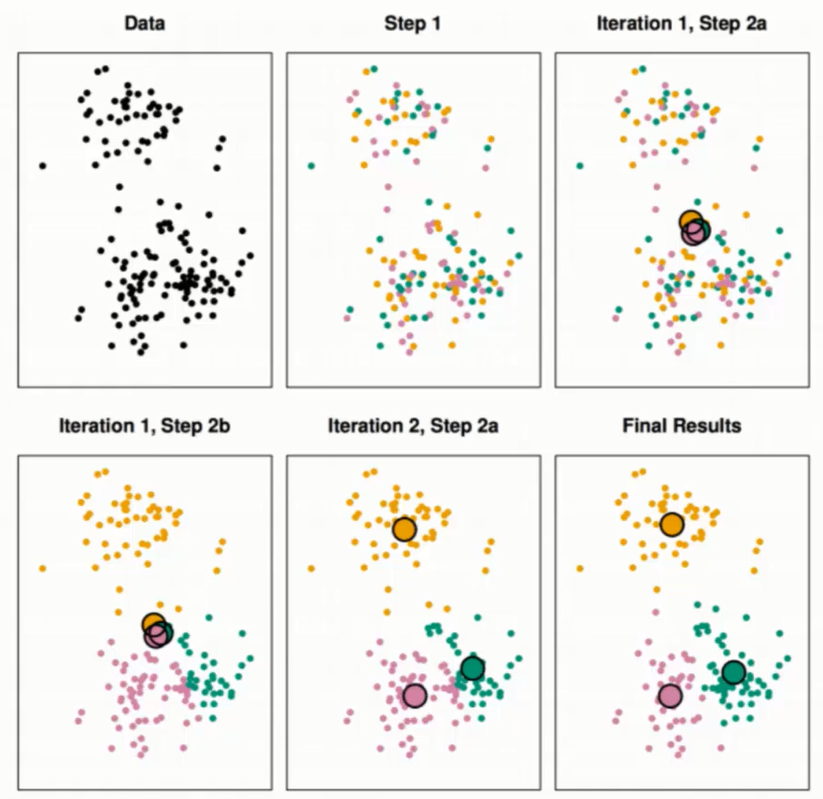 Data
Step 1
Iteration 1, Step 2a
Iteration 1, Step 2b
Iteration 2, Step 2a
Final Results